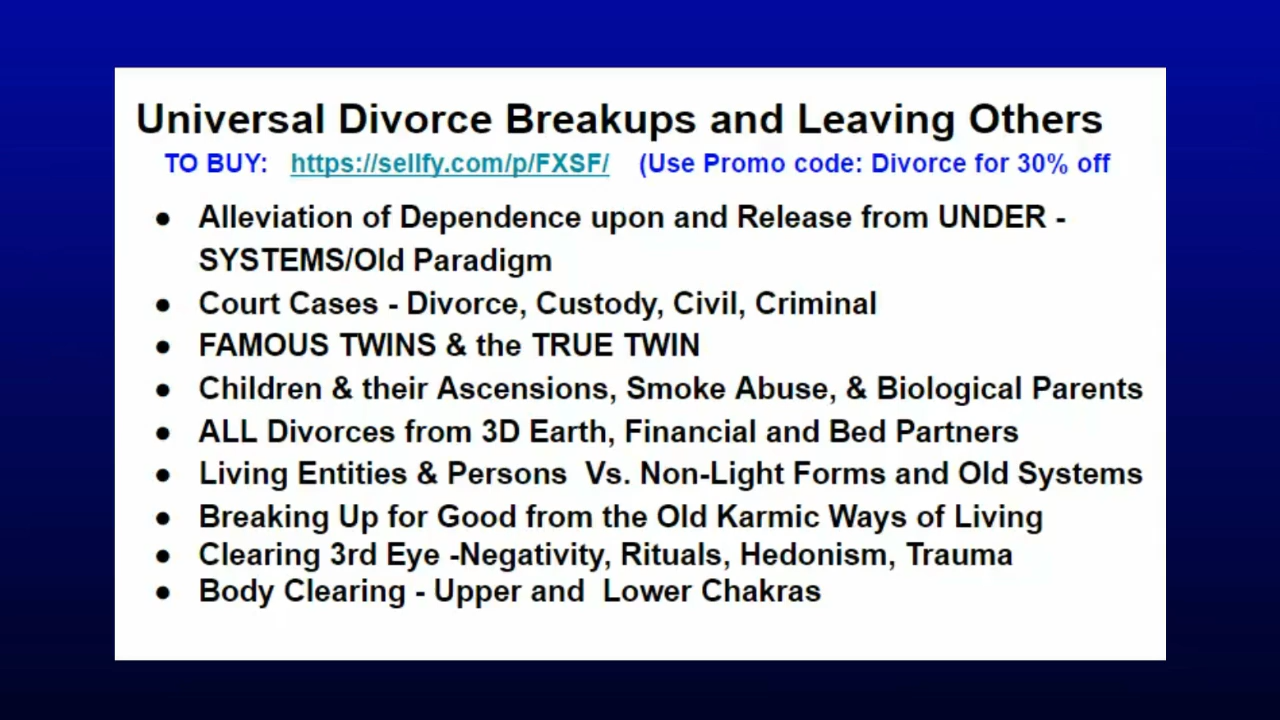 Universal Divorce Breakups and Leaving Others
TO BUY: https://sellfy.com/p/FXSF/ (Use Promo code: Divorce for 30% off
● Alleviation of Dependence upon and Release from UNDER -
SYSTEMS/Old Paradigm
● Court Cases - Divorce, Custody, Civil, Criminal
● FAMOUS TWINS & the TRUE TWIN
● Children & their Ascensions, Smoke Abuse, & Biological Parents
● ALL Divorces from 3D Earth, Financial and Bed Partners
● Living Entities & Persons Vs. Non-Light Forms and Old Systems
● Breaking Up for Good from the Old Karmic Ways of Living
● Clearing 3rd Eye -Negativity, Rituals, Hedonism, Trauma
● Body Clearing - Upper and Lower Chakras